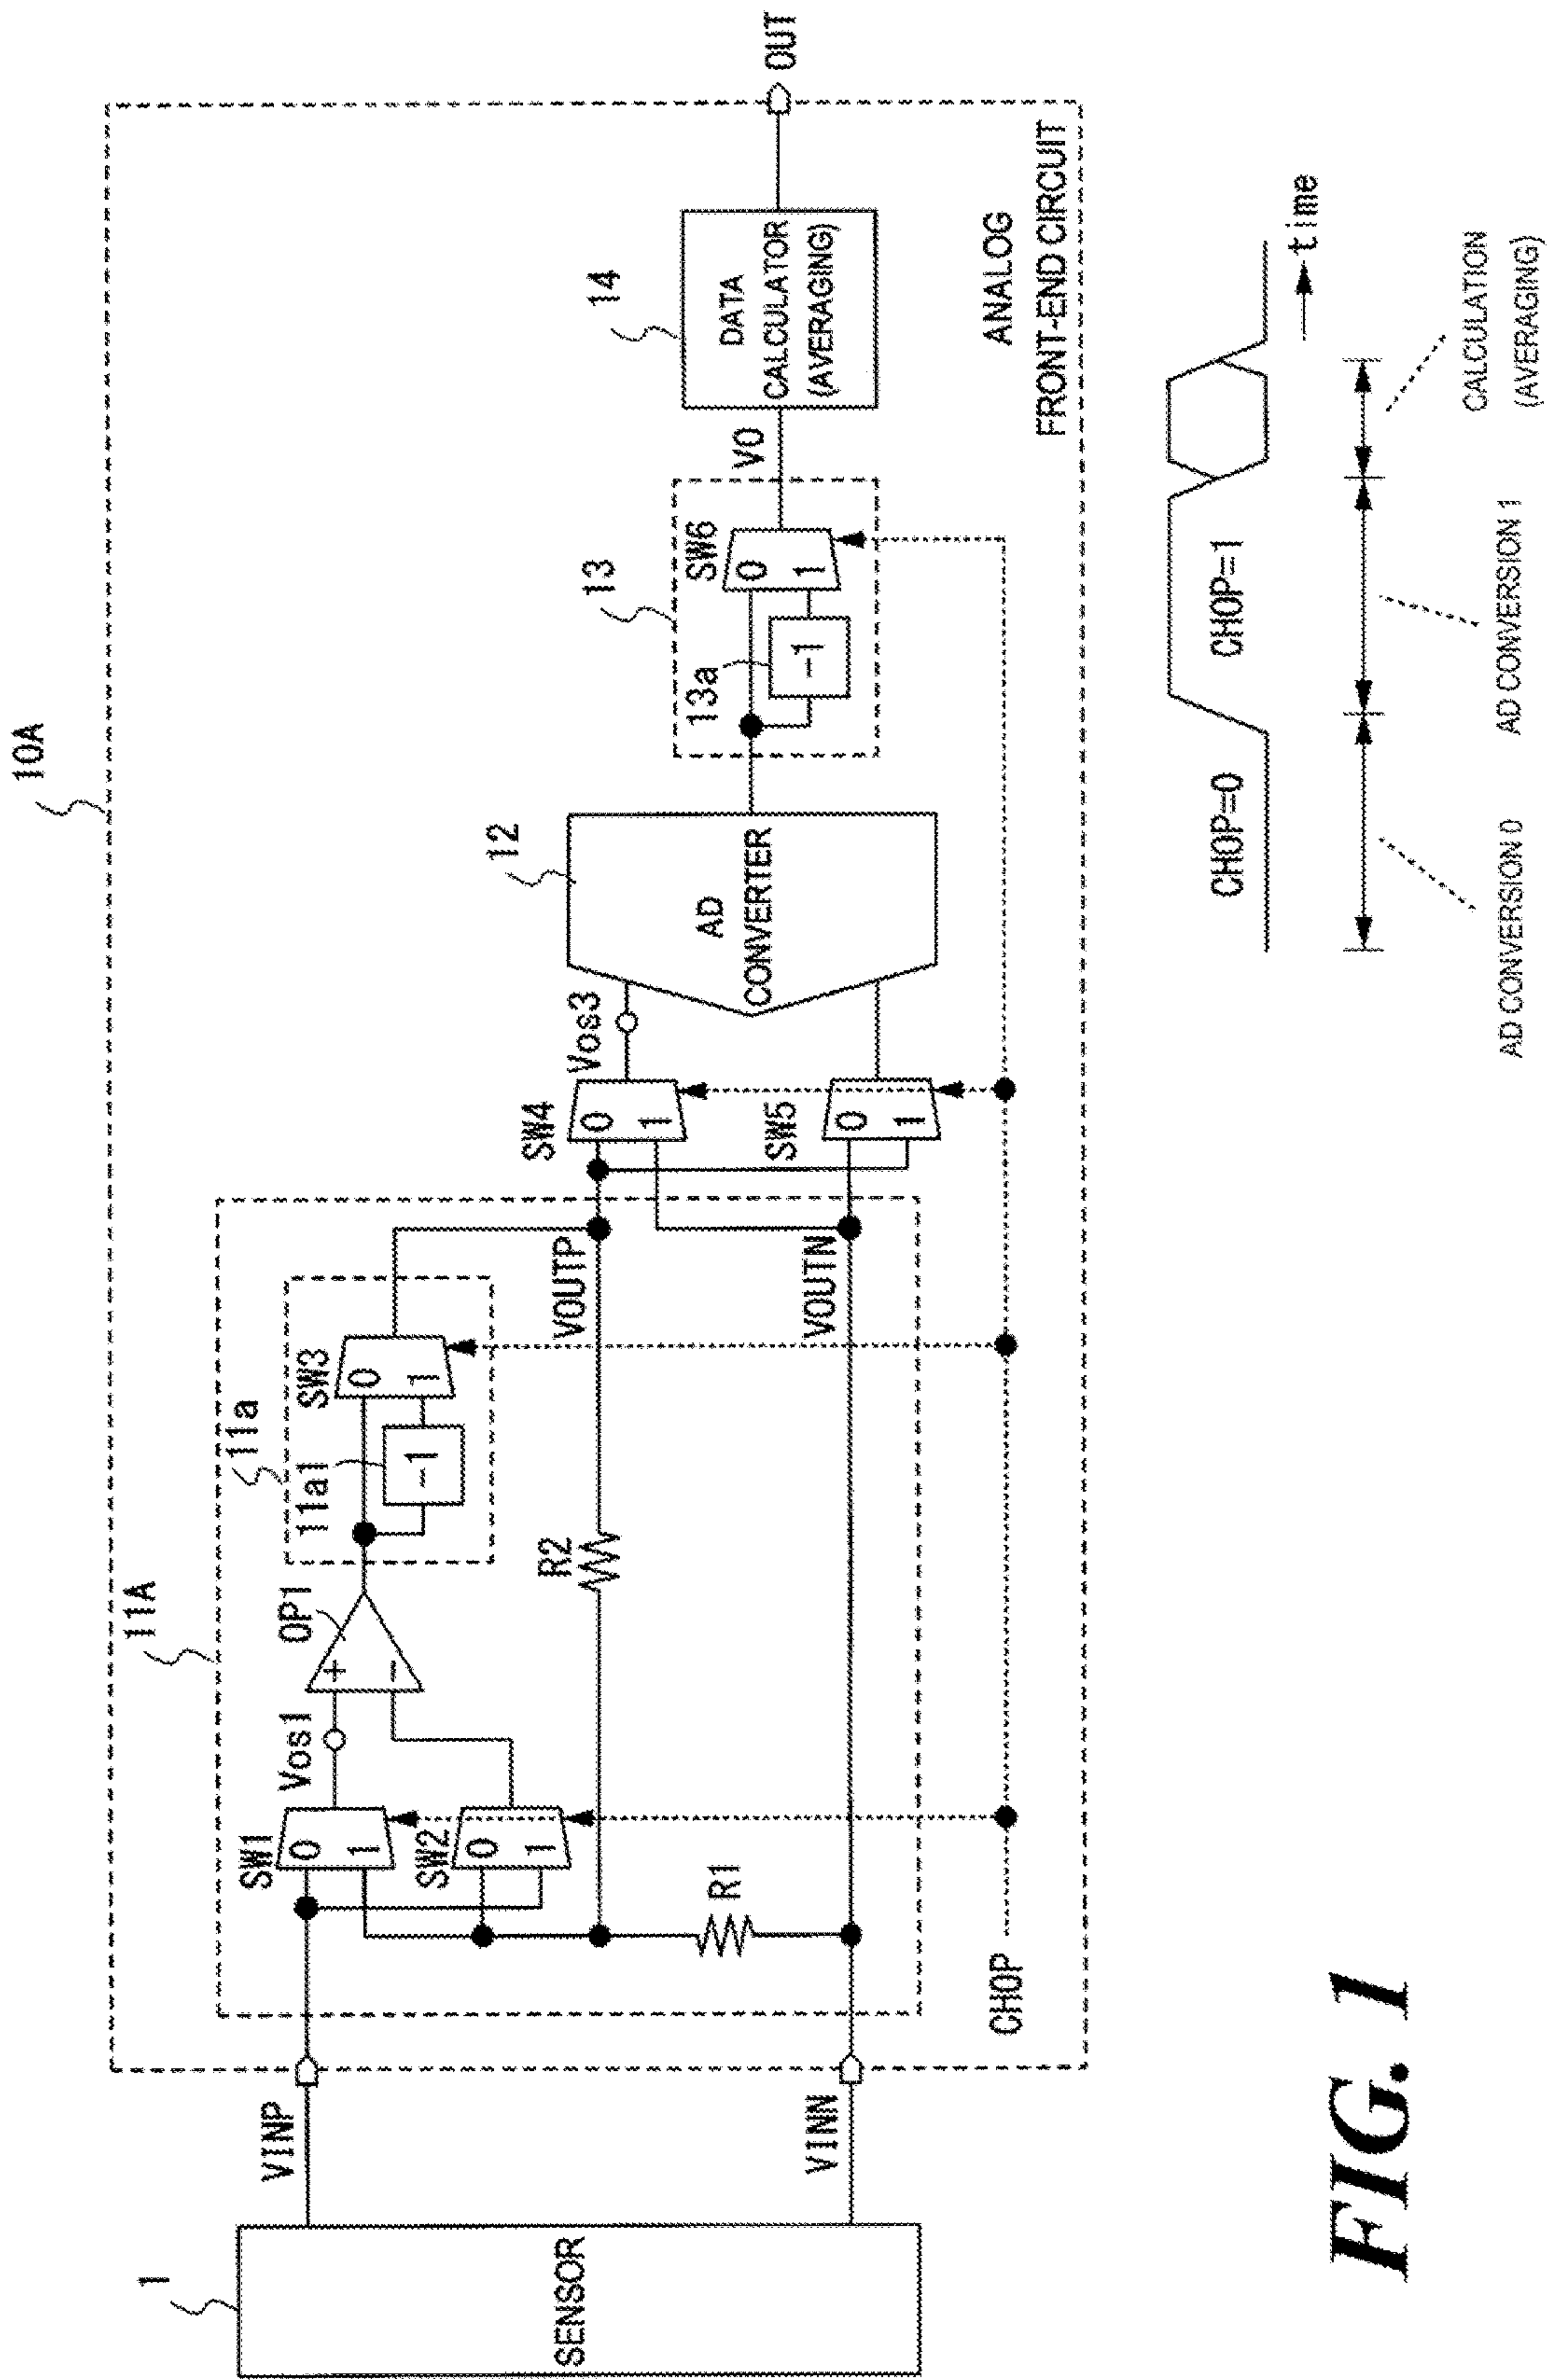 10A
11A
11a
11a1
SW3
0
1
-1
OP1
+
-
Vos1
SW1
0
1
SW2
0
1
R2
R1
VOUTP
VOUTN
1
SENSOR
VINP
VINN
CHOP
SW4
0
1
SW5
0
1
Vos3
12
AD
CONVERTER
13
13a
-1
SW6
0
1
VO
14
DATA
CALCULATOR
(AVERAGING)
OUT
ANALOG
FRONT-END CIRCUIT
CHOP=0
CHOP=1
time
AD CONVERSION 0
AD CONVERSION 1
CALCULATION
(AVERAGING)
FIG. 1